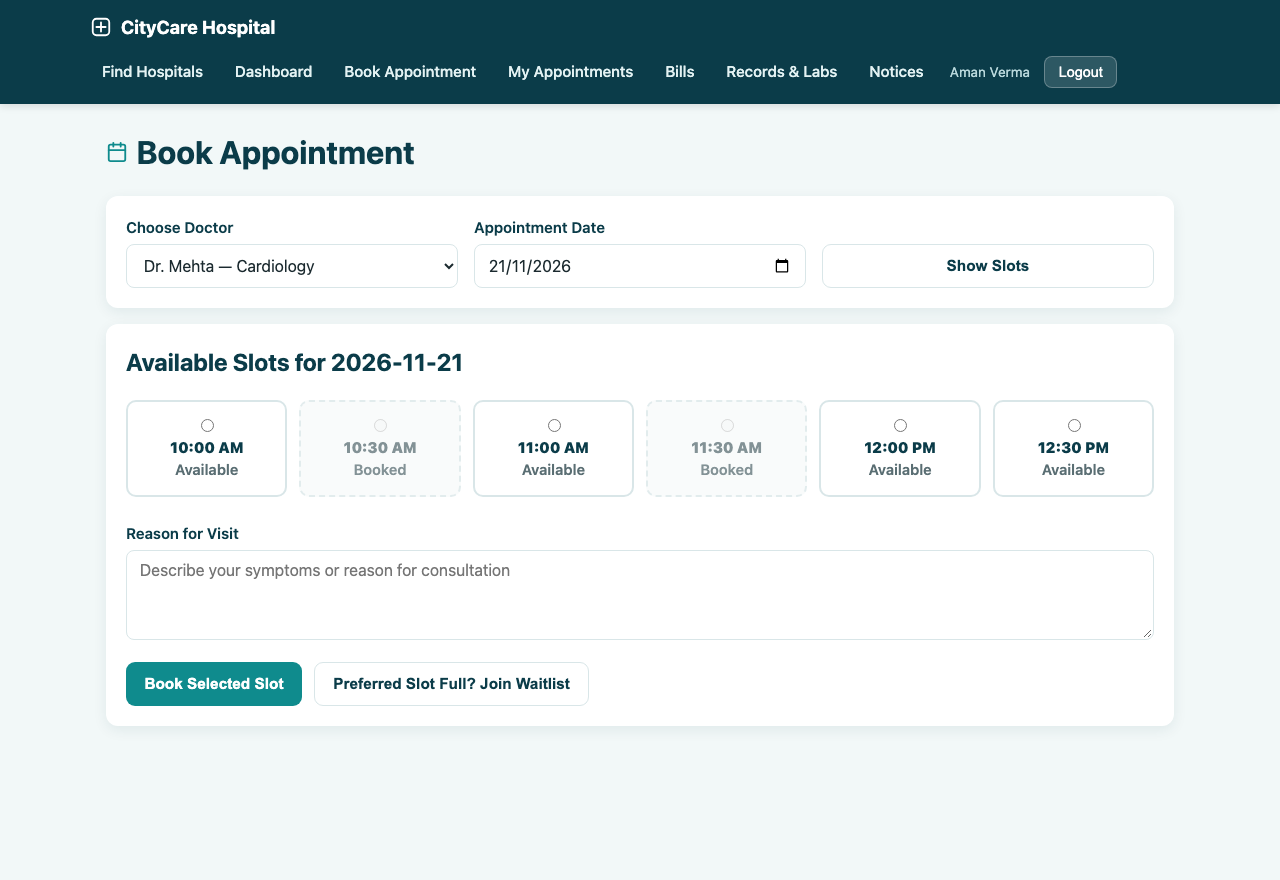 CityCare Hospital
Find Hospitals Dashboard Book Appointment My Appointments Bills Records & Labs Notices Aman Verma Logout
Book Appointment
Choose Doctor Appointment Date
Dr. Mehta — Cardiology 21/11/2026 Show Slots
Available Slots for 2026-11-21
10:00 AM 10:30 AM 11:00 AM 11:30 AM 12:00 PM 12:30 PM
Available Booked Available Booked Available Available
Reason for Visit
Describe your symptoms or reason for consultation
Book Selected Slot Preferred Slot Full? Join Waitlist